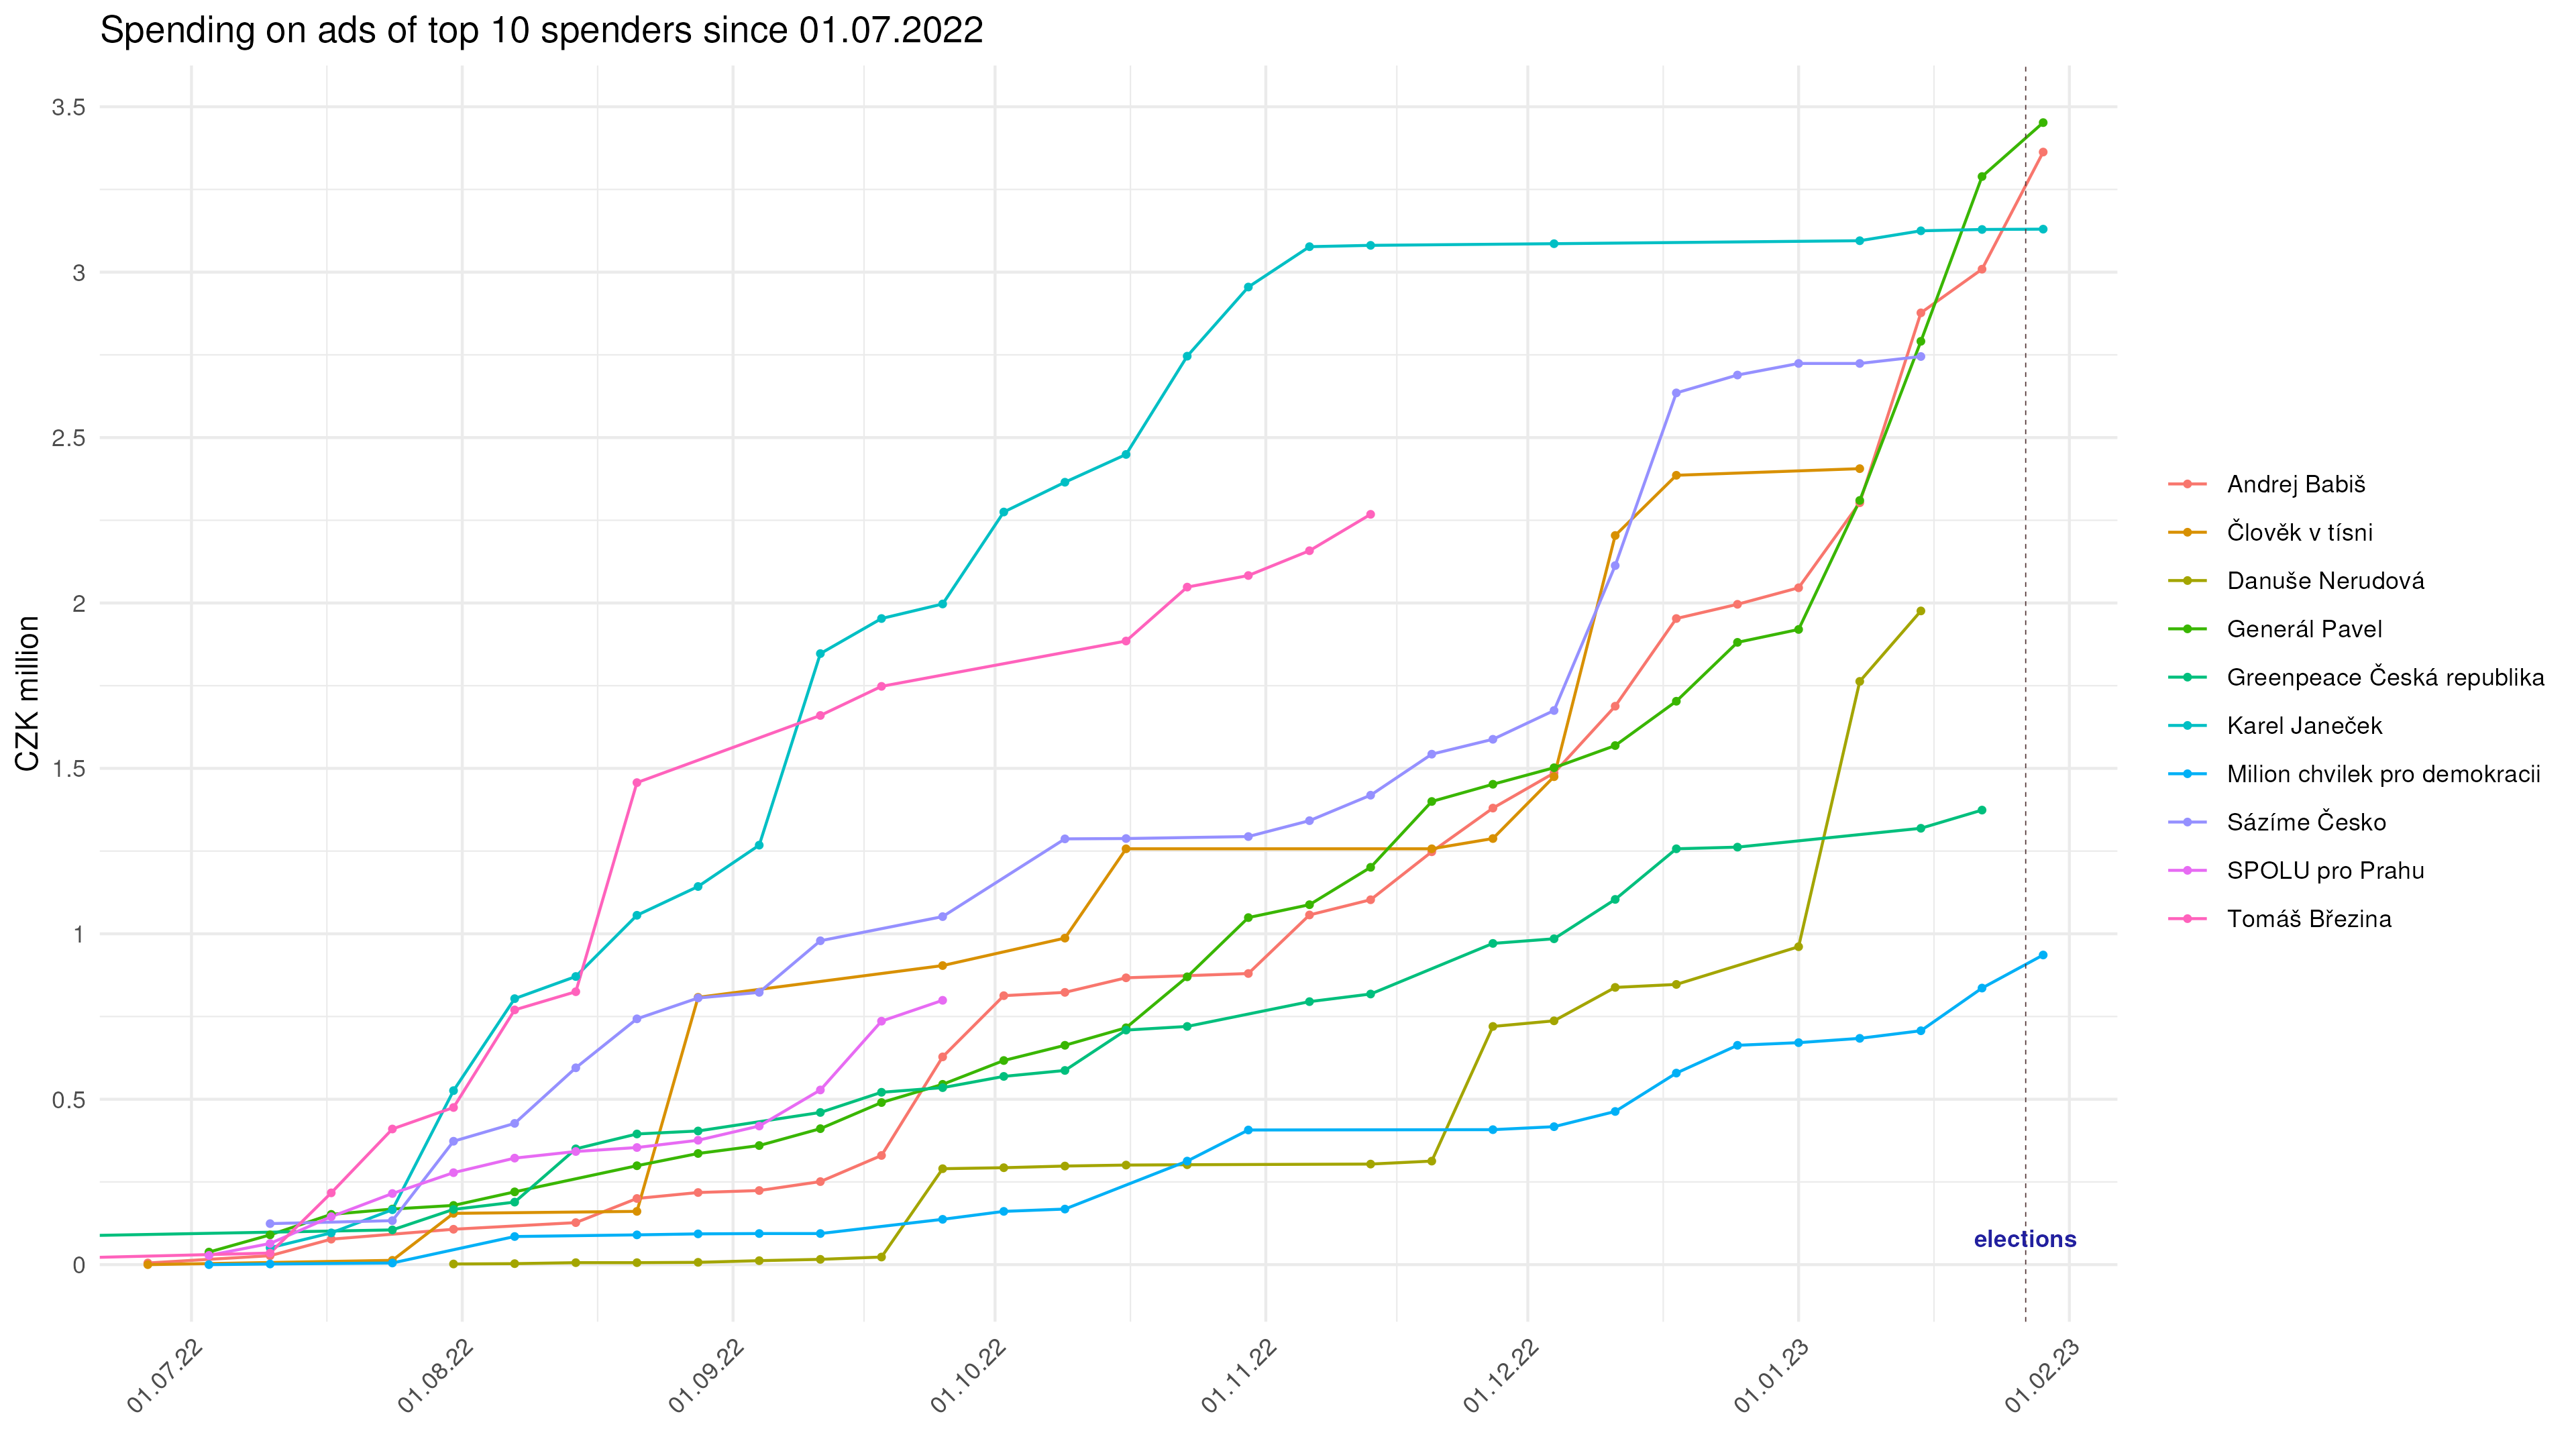 Spending on ads of top 10 spenders since 01.07.2022
CZK million
3.5
3
2.5
2
1.5
1
0.5
0
01.07.22
01.08.22
01.09.22
01.10.22
01.11.22
01.12.22
01.01.23
01.02.23
elections
Andrej Babiš
Člověk v tísni
Danuše Nerudová
Generál Pavel
Greenpeace Česká republika
Karel Janeček
Milion chvilek pro demokracii
Sázíme Česko
SPOLU pro Prahu
Tomáš Březina